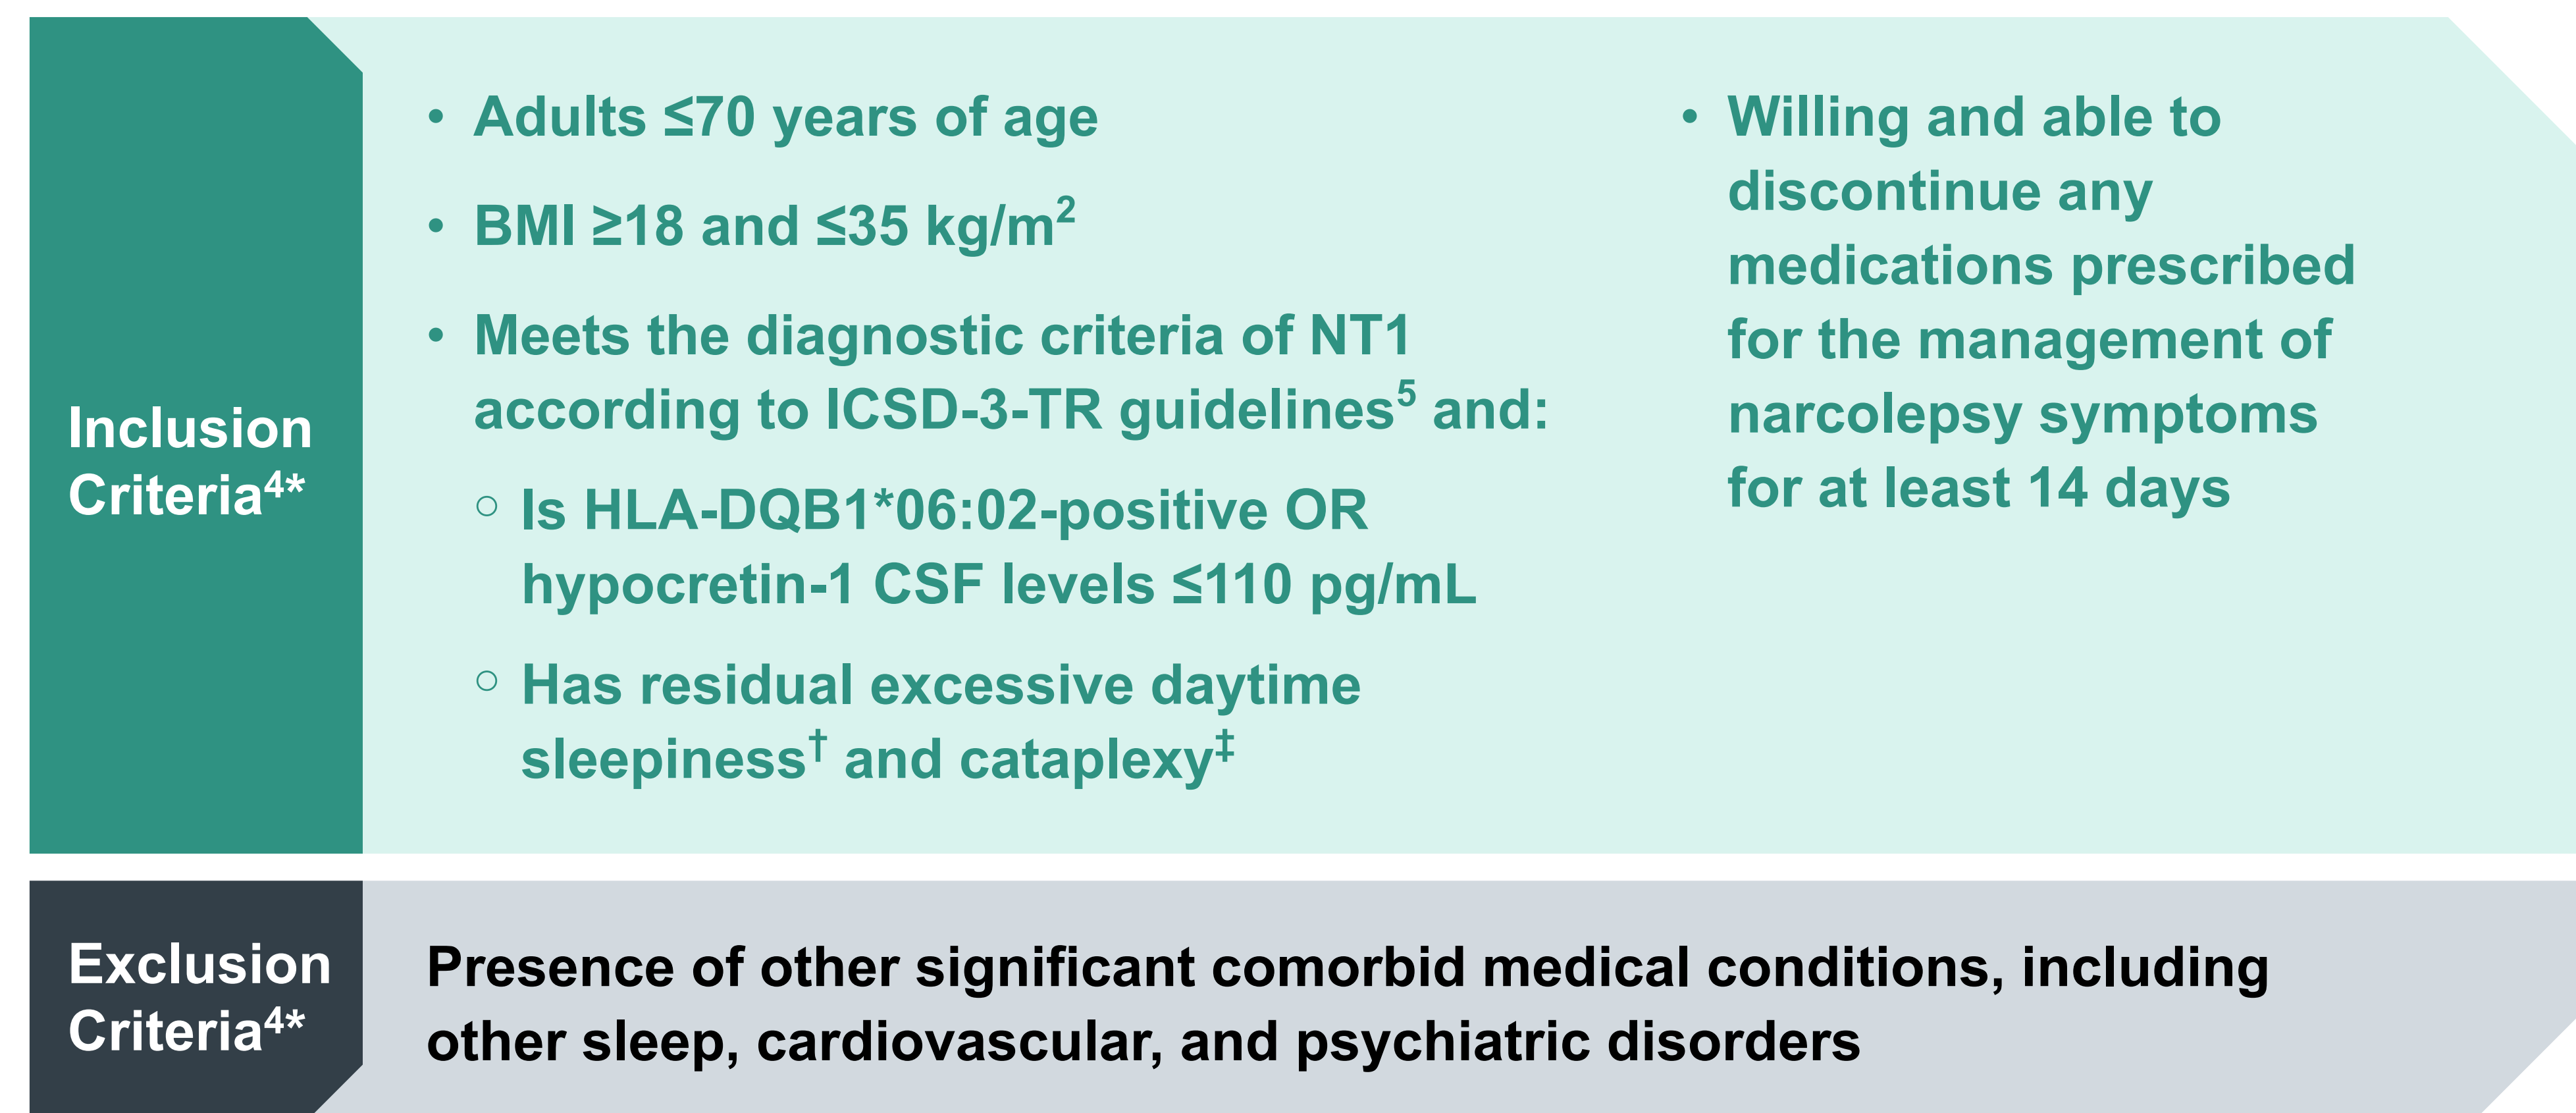 Inclusion
Criteria⁴*
• Adults ≤70 years of age
• BMI ≥18 and ≤35 kg/m²
• Meets the diagnostic criteria of NT1
according to ICSD-3-TR guidelines⁵ and:
○ Is HLA-DQB1*06:02-positive OR
hypocretin-1 CSF levels ≤110 pg/mL
○ Has residual excessive daytime
sleepiness† and cataplexy‡
• Willing and able to
discontinue any
medications prescribed
for the management of
narcolepsy symptoms
for at least 14 days
Exclusion
Criteria⁴*
Presence of other significant comorbid medical conditions, including
other sleep, cardiovascular, and psychiatric disorders